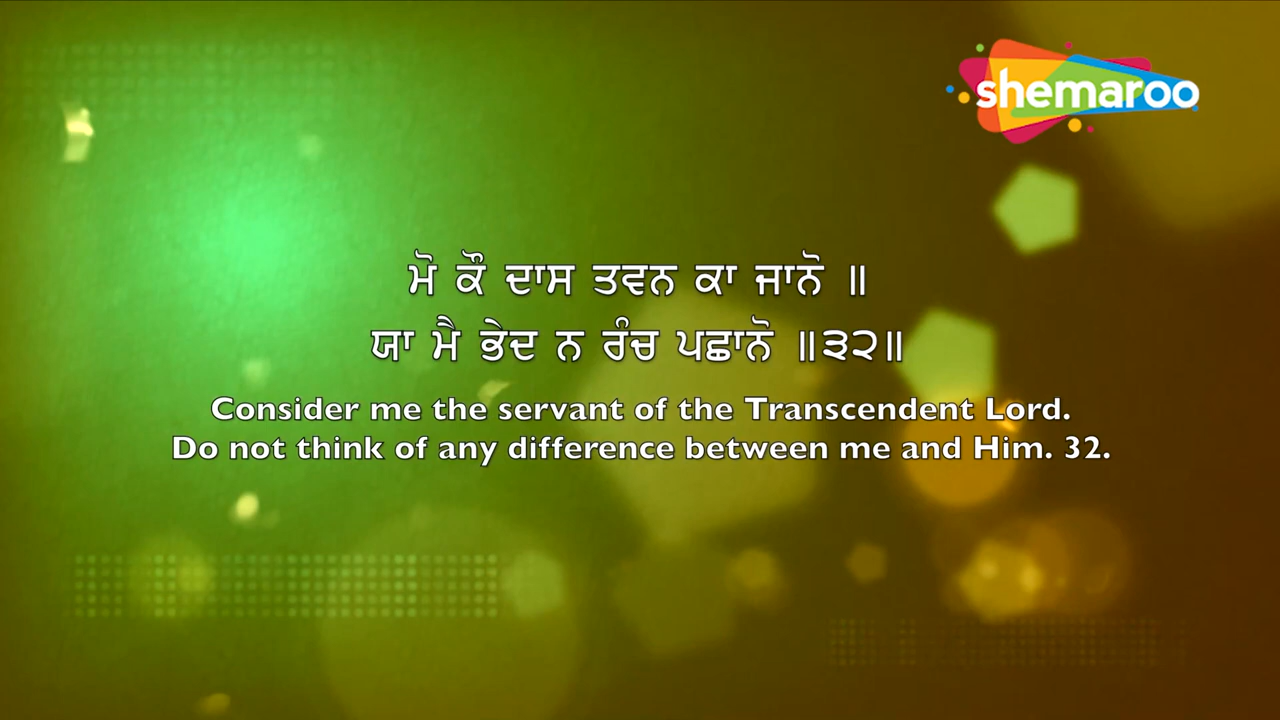 shemaroo
ਮੋ ਕੌ ਦਾਸ ਤਵਨ ਕਾ ਜਾਨੋ ॥
ਯਾ ਮੈ ਭੇਦ ਨ ਰੰਚ ਪਛਾਨੋ ॥੩੨॥
Consider me the servant of the Transcendent Lord.
Do not think of any difference between me and Him. 32.